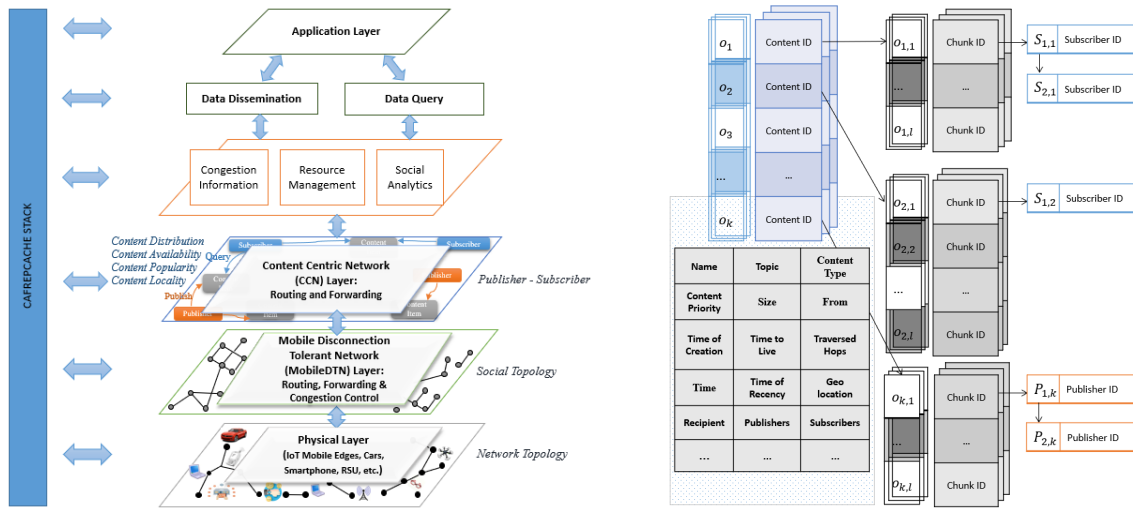 CAFREPCACHE STACK
Application Layer
Data Dissemination
Data Query
Congestion
Information
Resource
Management
Social
Analytics
Content Distribution
Content Availability
Content Popularity
Content Locality
Query
Publish
Subscriber
Content
Subscriber
Publisher
Item
Item
Content Centric Network
(CCN) Layer:
Routing and Forwarding
Publisher - Subscriber
Mobile Disconnection
Tolerant Network
(MobileDTN) Layer:
Routing, Forwarding &
Congestion Control
Social Topology
Physical Layer
(IoT Mobile Edges, Cars,
Smartphone, RSU, etc.)
Network Topology
o1 Content ID
o2 Content ID
o3 Content ID
... ...
ok Content ID
Name Topic Content
Type
Content
Priority Size From
Time of
Creation Time to
Live Traversed
Hops
Time Time of
Recency Geo
location
Recipient Publishers Subscribers
... ... ...
o1,1 Chunk ID
... ...
o1,l Chunk ID
S1,1 Subscriber ID
S2,1 Subscriber ID
o2,1 Chunk ID
o2,2 Chunk ID
... ...
o2,l Chunk ID
S1,2 Subscriber ID
ok,1 Chunk ID
... ...
ok,l Chunk ID
P1,k Publisher ID
P2,k Publisher ID